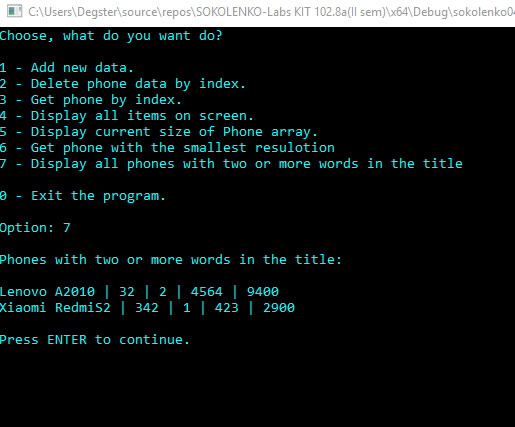 C:\Users\Degster\source\repos\SOKOLENKO-Labs KIT 102.8a(II sem)\x64\Debug\sokolenko04
Choose, what do you want do?
1 - Add new data.
2 - Delete phone data by index.
3 - Get phone by index.
4 - Display all items on screen.
5 - Display current size of Phone array.
6 - Get phone with the smallest resulotion
7 - Display all phones with two or more words in the title
0 - Exit the program.
Option: 7
Phones with two or more words in the title:
Lenovo A2010 | 32 | 2 | 4564 | 9400
Xiaomi RedmiS2 | 342 | 1 | 423 | 2900
Press ENTER to continue.